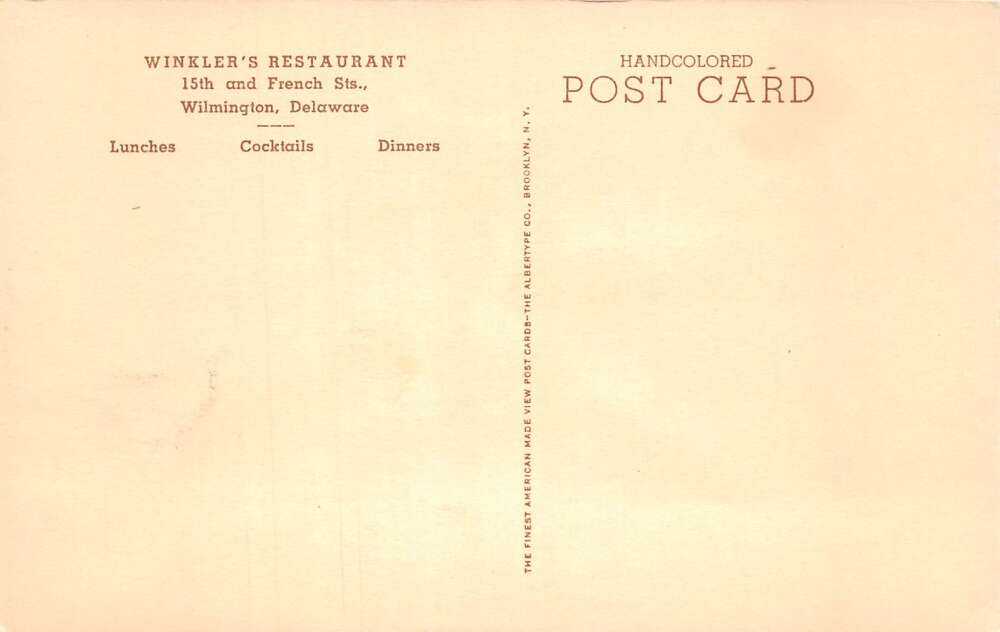 WINKLER'S RESTAURANT
15th and French Sts.,
Wilmington, Delaware
Lunches Cocktails Dinners
THE FINEST AMERICAN MADE VIEW POST CARDS—THE ALBERTYPE CO., BROOKLYN, N. Y.
HANDCOLORED
POST CARD